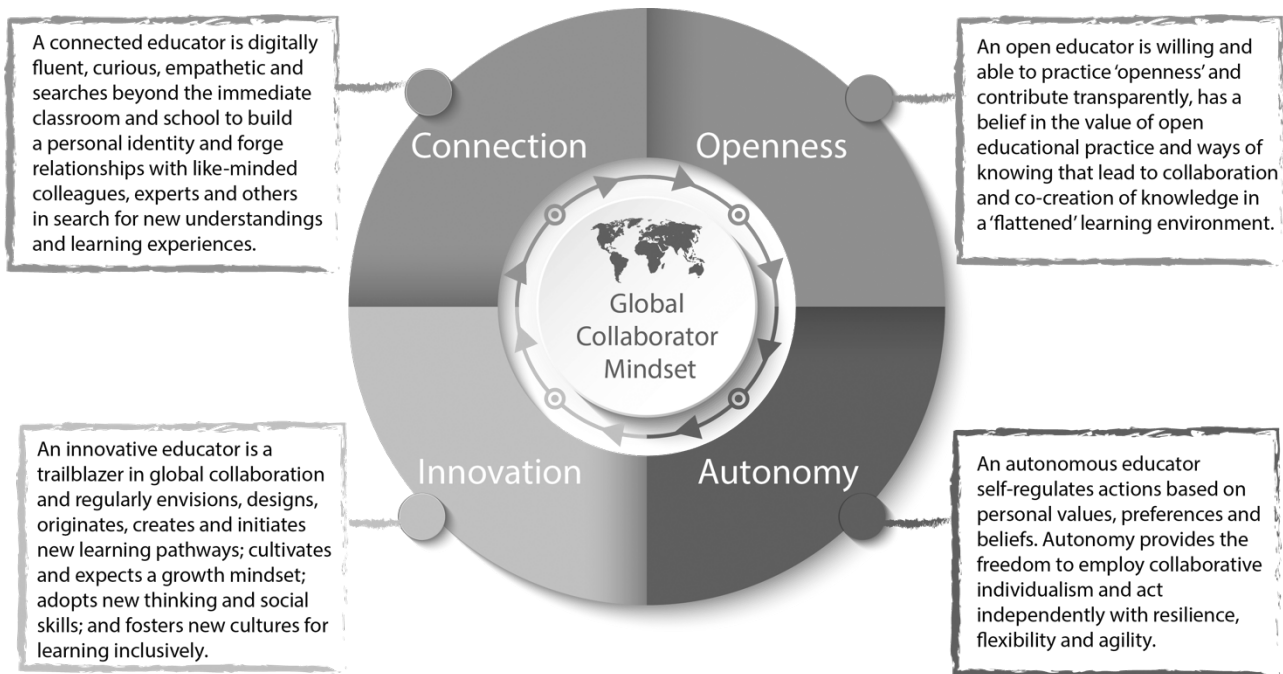 A connected educator is digitally
fluent, curious, empathetic and
searches beyond the immediate
classroom and school to build
a personal identity and forge
relationships with like-minded
colleagues, experts and others
in search for new understandings
and learning experiences.
Connection
Openness
An open educator is willing and
able to practice ‘openness’ and
contribute transparently, has a
belief in the value of open
educational practice and ways of
knowing that lead to collaboration
and co-creation of knowledge in
a ‘flattened’ learning environment.
Global
Collaborator
Mindset
An innovative educator is a
trailblazer in global collaboration
and regularly envisions, designs,
originates, creates and initiates
new learning pathways; cultivates
and expects a growth mindset;
adopts new thinking and social
skills; and fosters new cultures for
learning inclusively.
Innovation
Autonomy
An autonomous educator
self-regulates actions based on
personal values, preferences and
beliefs. Autonomy provides the
freedom to employ collaborative
individualism and act
independently with resilience,
flexibility and agility.